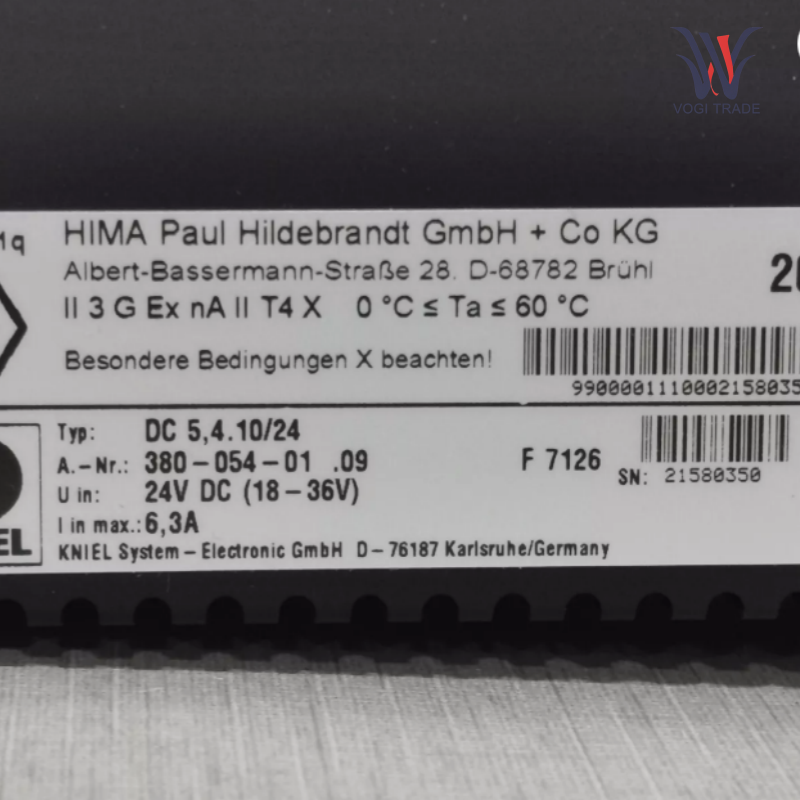 VOGI TRADE
1q
HIMA Paul Hildebrandt GmbH + Co KG
Albert-Bassermann-Straße 28. D-68782 Brühl
II 3 G Ex nA II T4 X 0 °C ≤ Ta ≤ 60 °C
Besondere Bedingungen X beachten!
99000001110002158035
Typ: DC 5,4.10/24
A.-Nr.: 380-054-01 .09
F 7126
SN: 21580350
U in: 24V DC (18-36V)
I in max.: 6,3A
EL
KNIEL System-Electronic GmbH D-76187 Karlsruhe/Germany